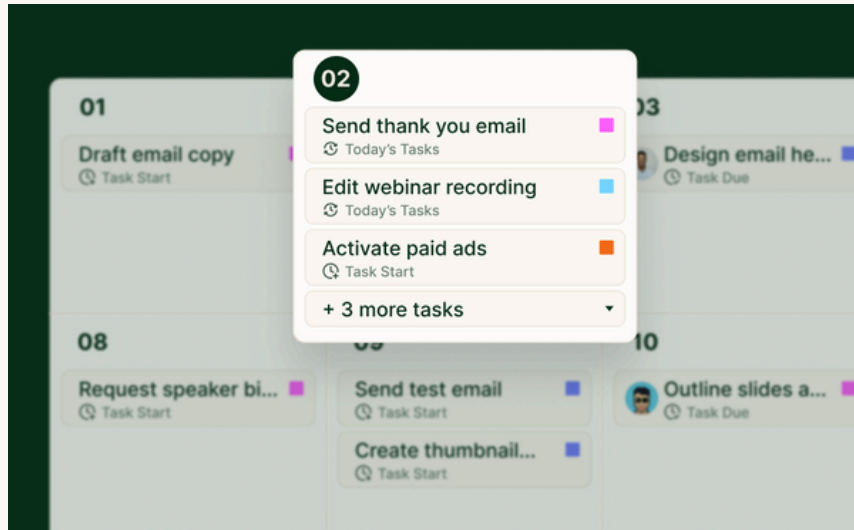 01
Draft email copy
Task Start
02
Send thank you email
Today's Tasks
Edit webinar recording
Today's Tasks
Activate paid ads
Task Start
+ 3 more tasks
03
Design email he...
Task Due
08
Request speaker bi...
Task Start
09
Send test email
Task Start
Create thumbnail...
Task Start
10
Outline slides a...
Task Due